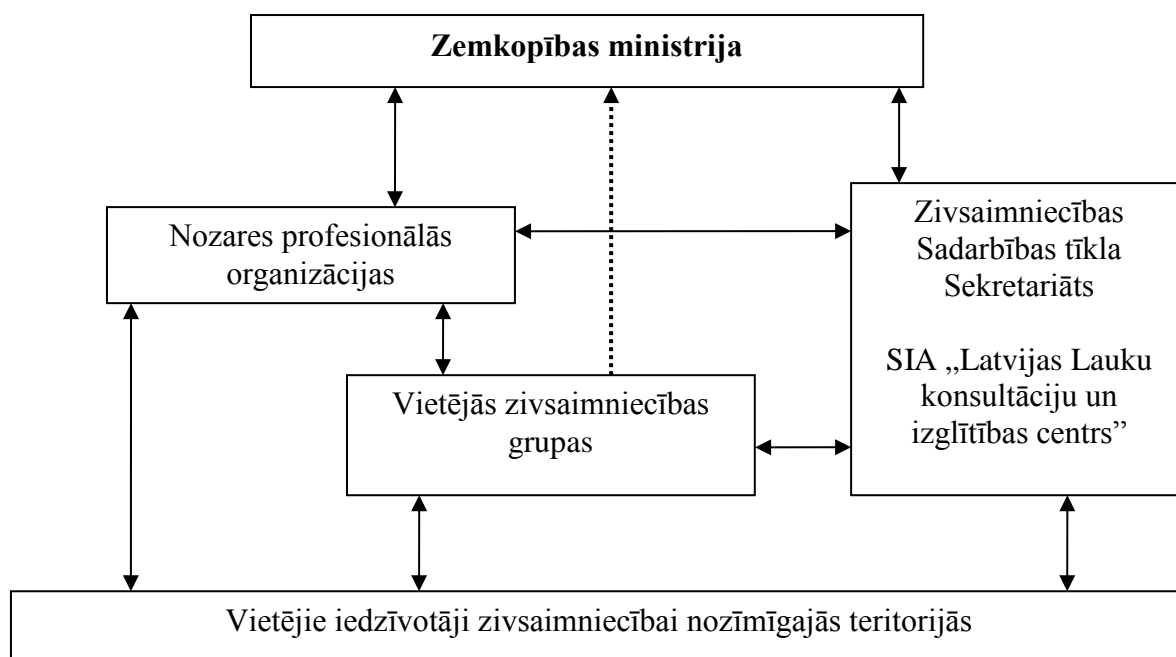 Zemkopības ministrija
Nozares profesionālās
organizācijas
Zivsaimniecības
Sadarbības tīkla
Sekretariāts
SIA „Latvijas Lauku
konsultāciju un
izglītības centrs”
Vietējās zivsaimniecības
grupas
Vietējie iedzīvotāji zivsaimniecībai nozīmīgajās teritorijās